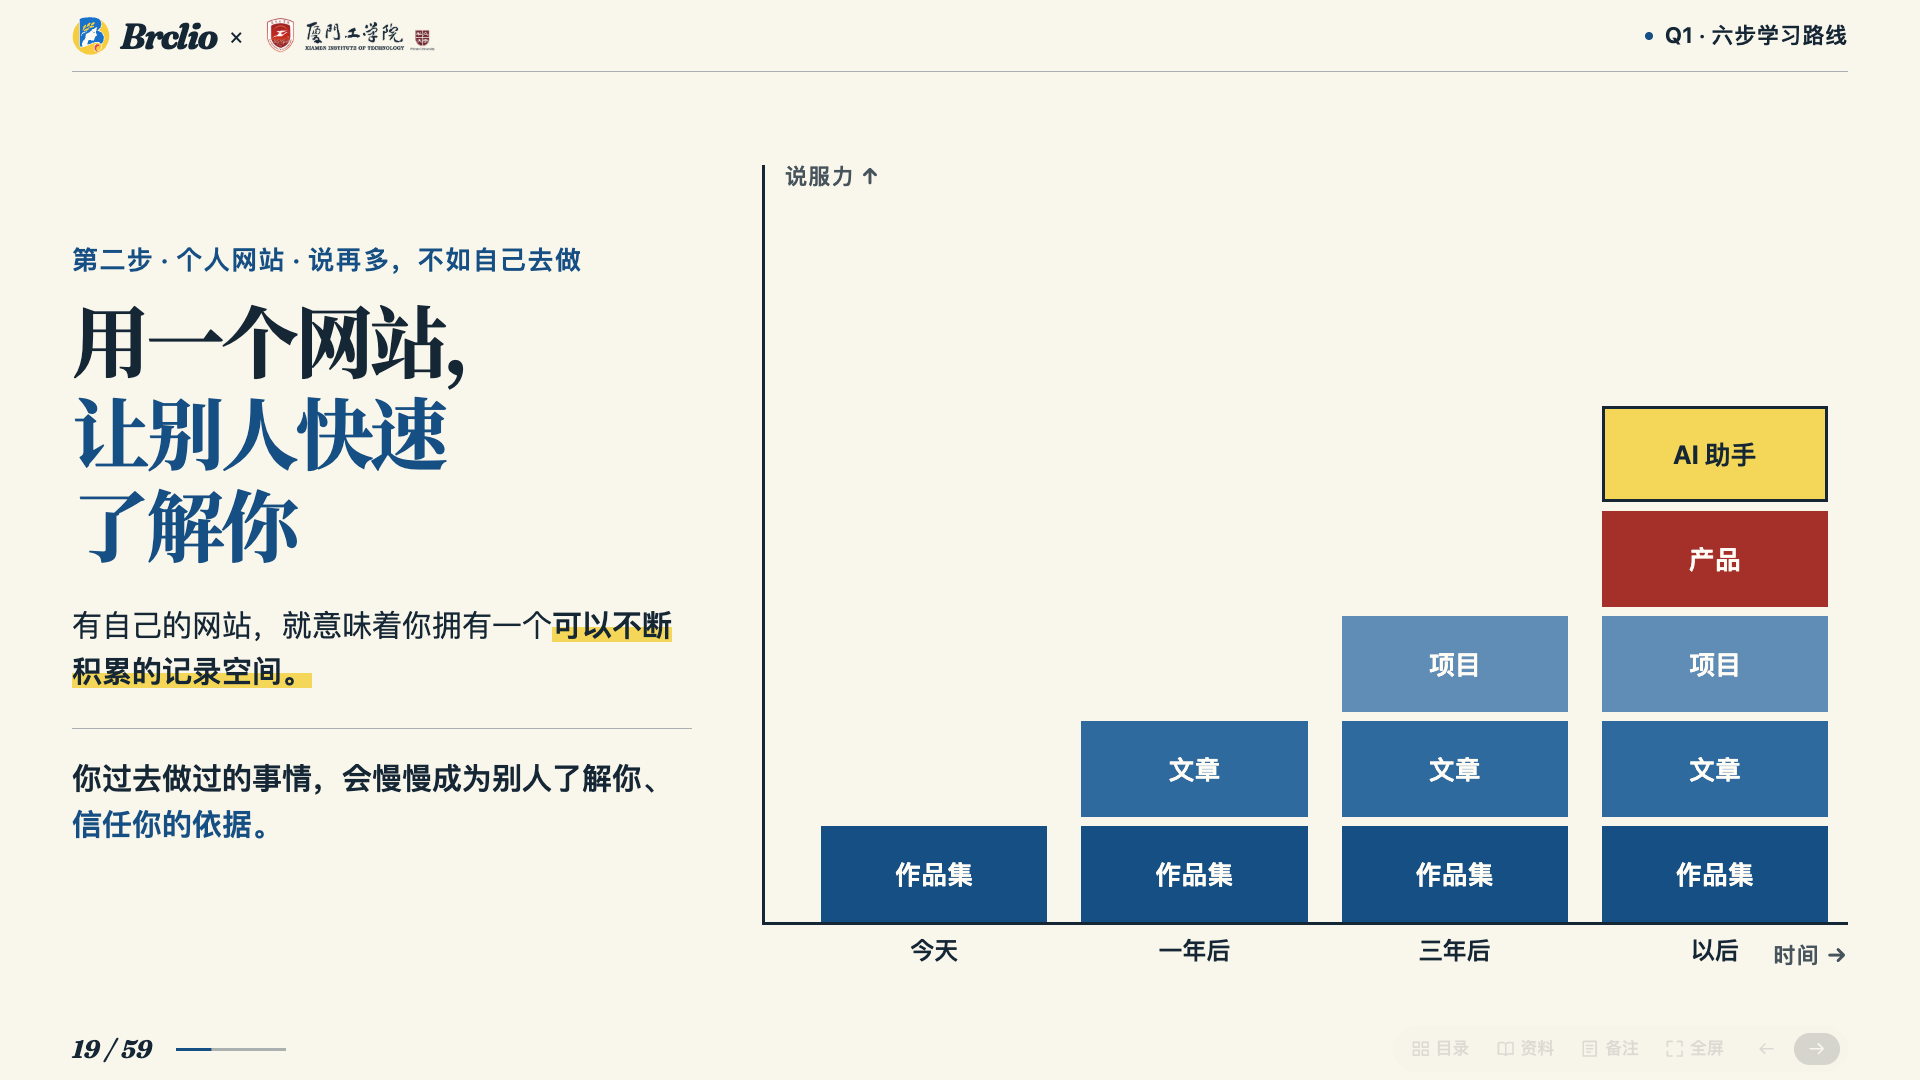 Brclio × 厦門工学院
XIAMEN INSTITUTE OF TECHNOLOGY
Q1 · 六步学习路线
第二步 · 个人网站 · 说再多，不如自己去做
用一个网站，
让别人快速
了解你
有自己的网站，就意味着你拥有一个可以不断
积累的记录空间。
你过去做过的事情，会慢慢成为别人了解你、
信任你的依据。
说服力 ↑
AI 助手
产品
项目 项目
文章 文章 文章
作品集 作品集 作品集 作品集
今天 一年后 三年后 以后
时间 →
19 / 59
目录 资料 备注 全屏 ← →